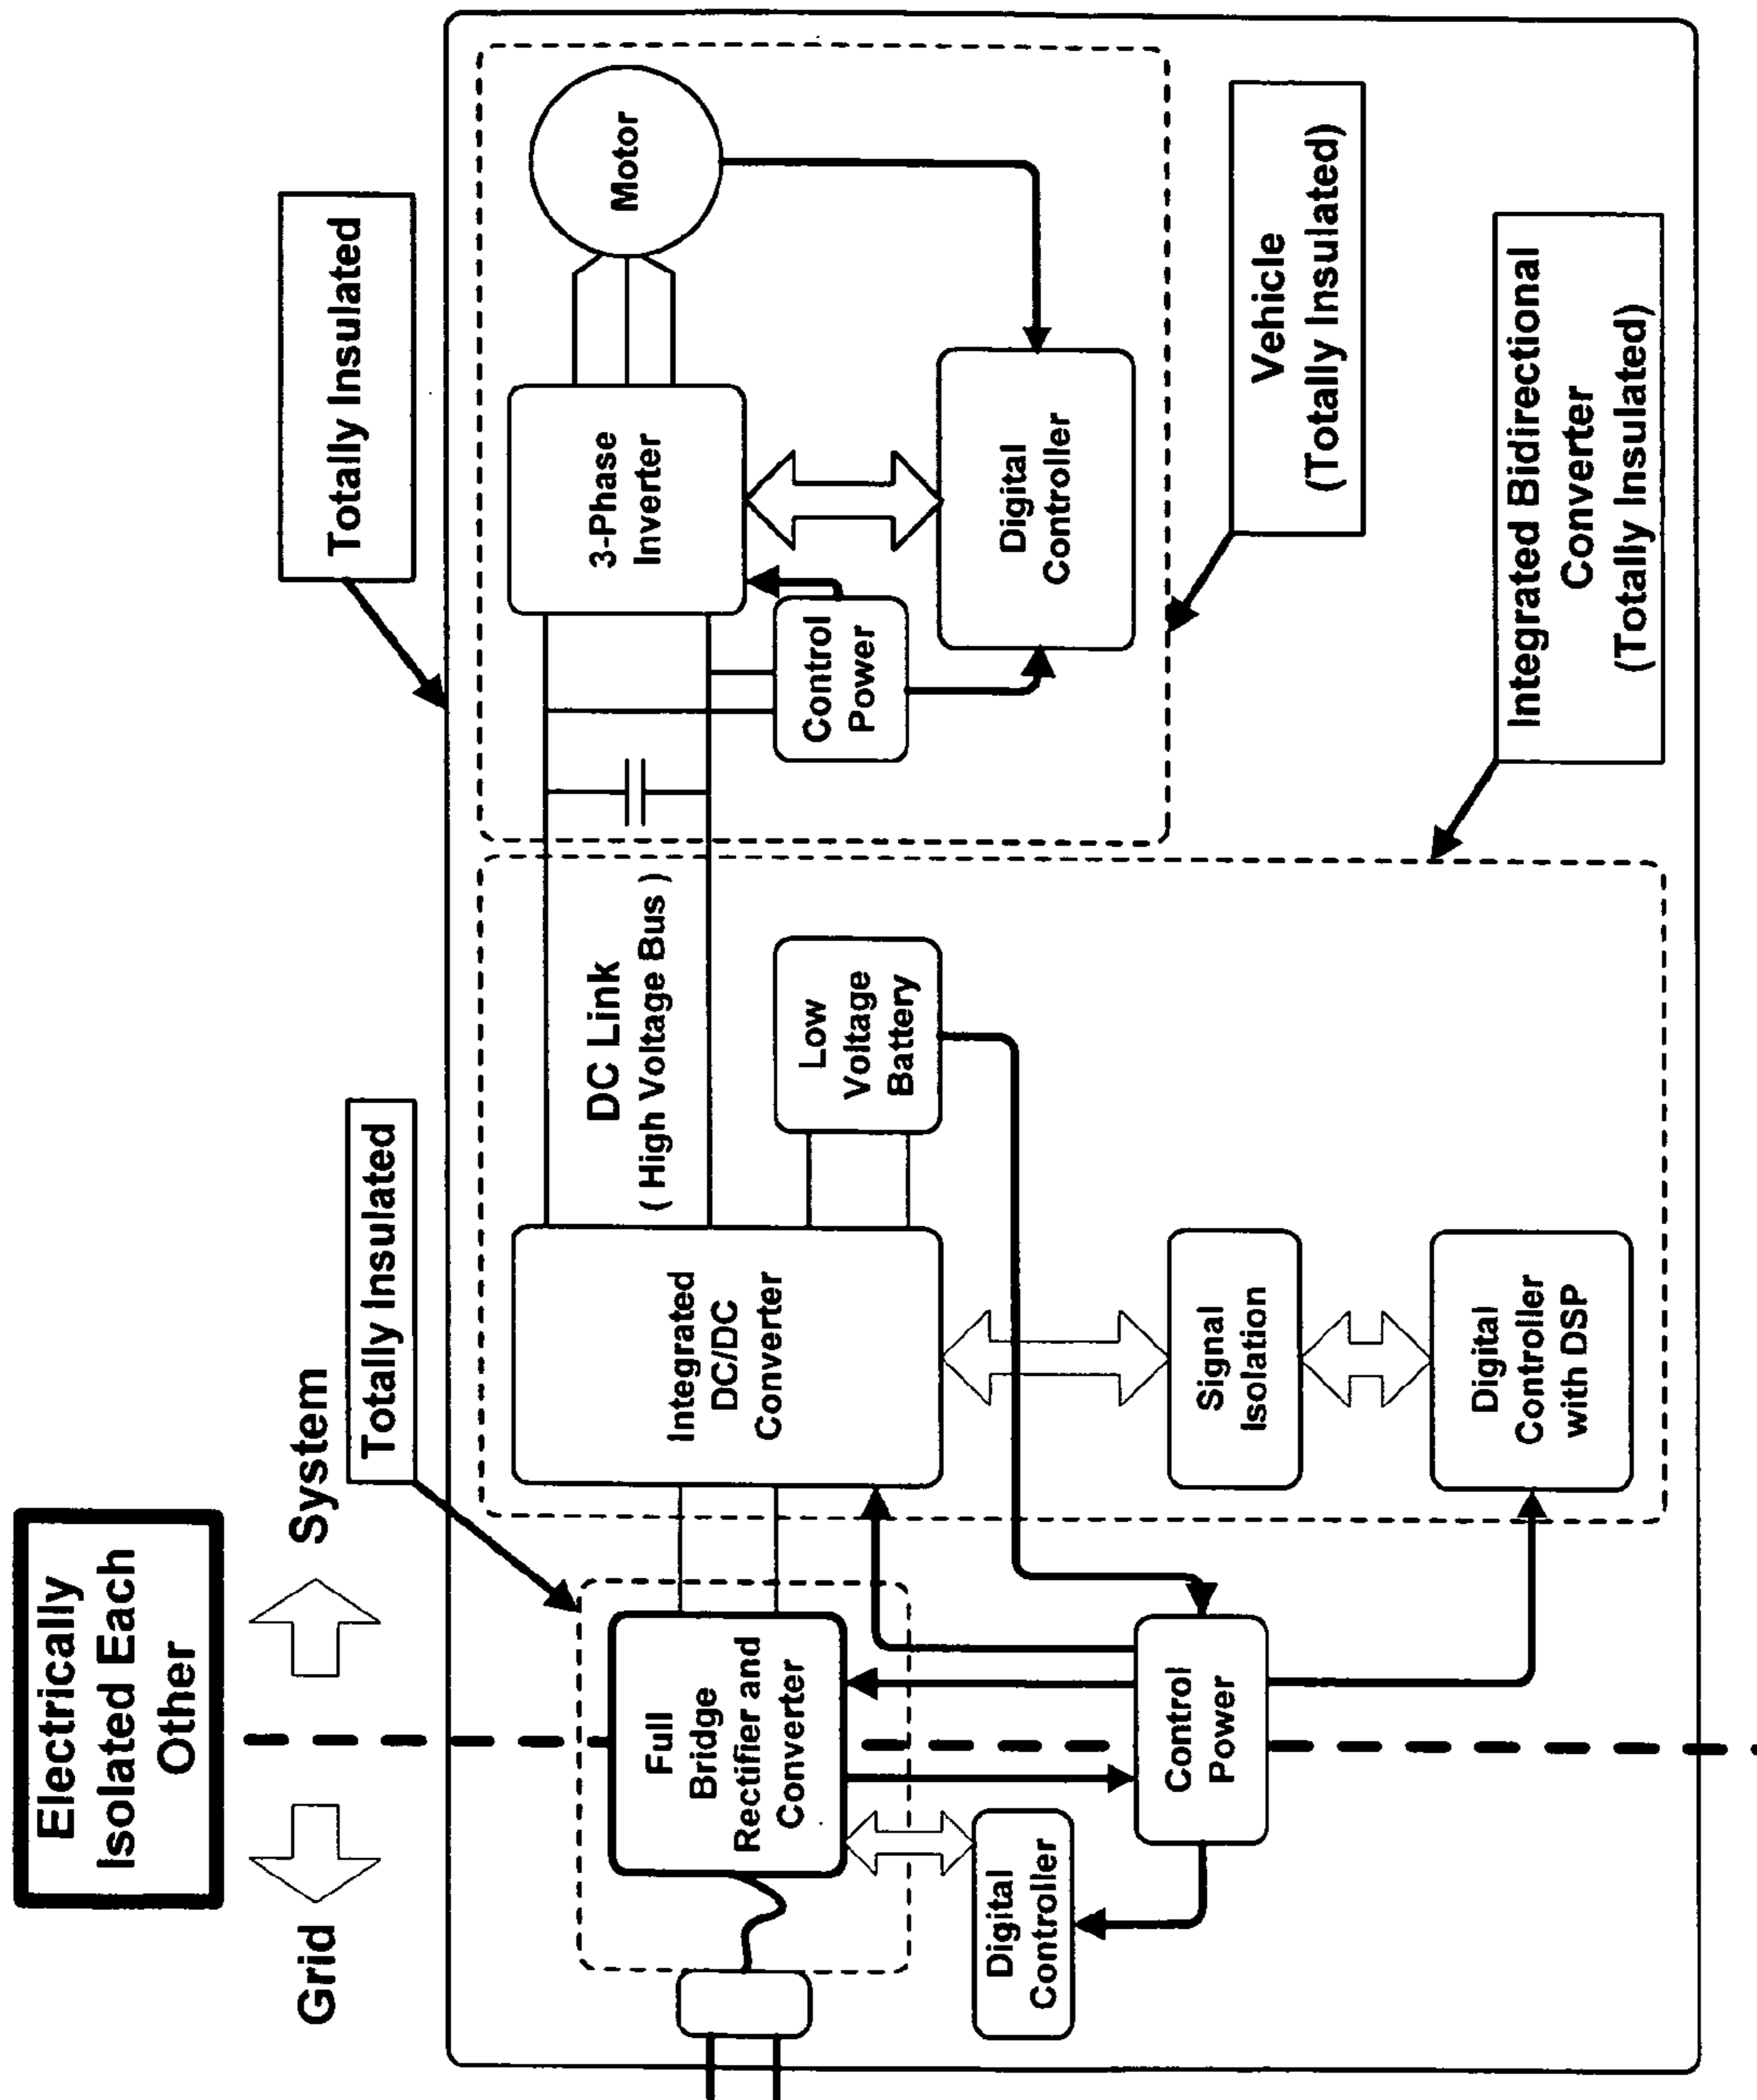 Electrically
Isolated Each
Other
Grid
System
Totally Insulated
Totally Insulated
Full
Bridge
Rectifier and
Converter
Integrated
DC/DC
Converter
DC Link
( High Voltage Bus )
3-Phase
Inverter
Motor
Low
Voltage
Battery
Control
Power
Digital
Controller
Digital
Controller
Control
Power
Signal
Isolation
Digital
Controller
with DSP
Vehicle
(Totally Insulated)
Integrated Bidirectional
Converter
(Totally Insulated)